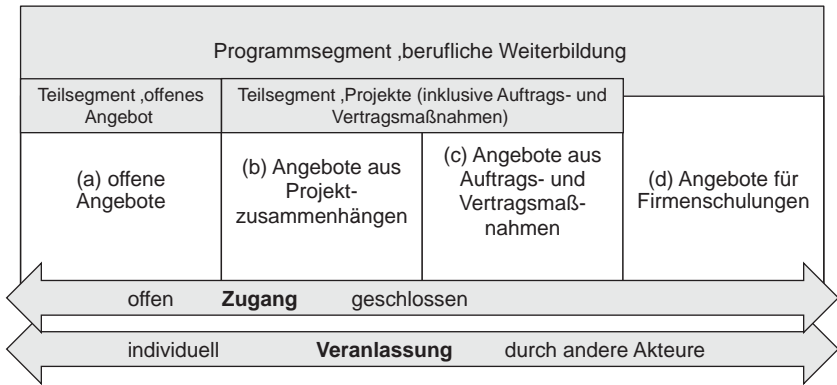 Programmsegment ‚berufliche Weiterbildung
Teilsegment ‚offenes
Angebot
Teilsegment ‚Projekte (inklusive Auftrags- und
Vertragsmaßnahmen)
(a) offene
Angebote
(b) Angebote aus
Projekt-
zusammenhängen
(c) Angebote aus
Auftrags- und
Vertragsmaß-
nahmen
(d) Angebote für
Firmenschulungen
offen Zugang geschlossen
individuell Veranlassung durch andere Akteure